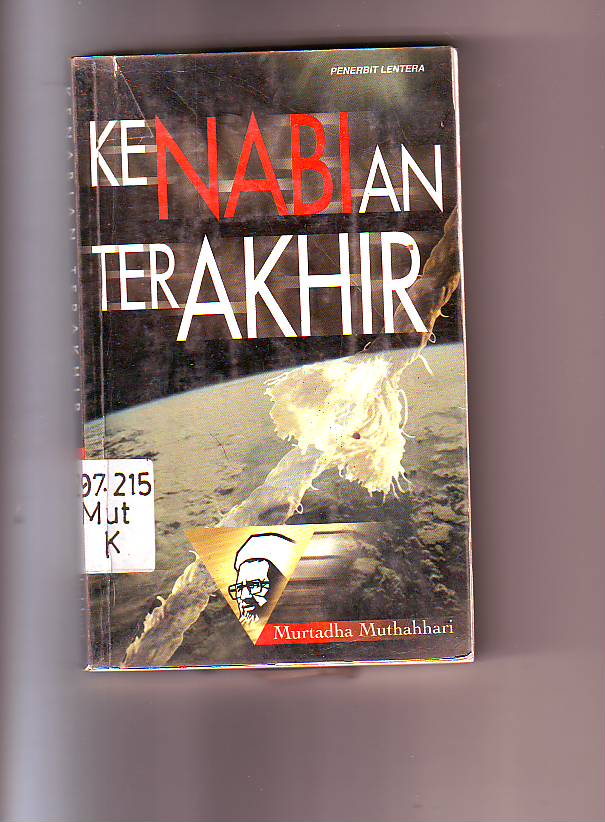 PENERBIT LENTERA
KENABIAN
TERAKHIR
97.215
Mut
K
Murtadha Muthahhari